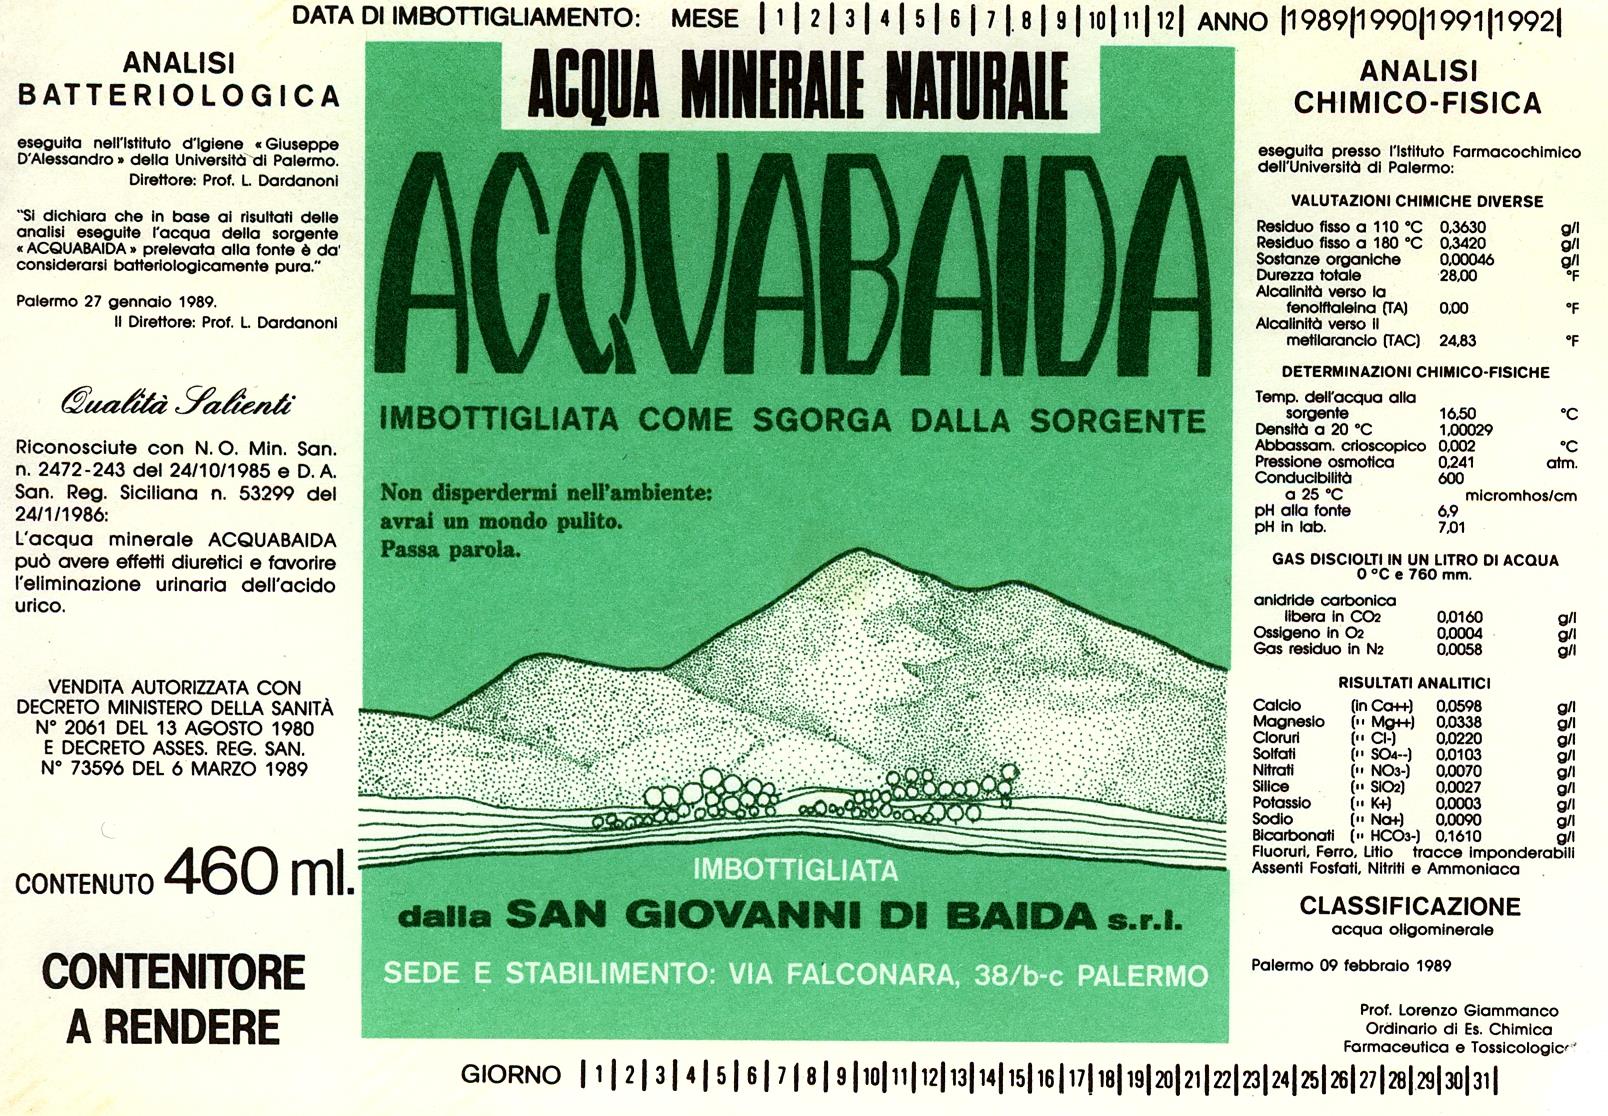 DATA DI IMBOTTIGLIAMENTO: MESE | 1 | 2 | 3 | 4 | 5 | 6 | 7 | 8 | 9 | 10 | 11 | 12 | ANNO |1989|1990|1991|1992|
ANALISI
BATTERIOLOGICA
eseguita nell'Istituto d'Igiene «Giuseppe
D'Alessandro» della Università di Palermo.
Direttore: Prof. L. Dardanoni
"Si dichiara che in base ai risultati delle
analisi eseguite l'acqua della sorgente
«ACQUABAIDA» prelevata alla fonte è da
considerarsi batteriologicamente pura."
Palermo 27 gennaio 1989.
Il Direttore: Prof. L. Dardanoni
Qualità Salienti
Riconosciute con N.O. Min. San.
n. 2472-243 del 24/10/1985 e D.A.
San. Reg. Siciliana n. 53299 del
24/1/1986:
L'acqua minerale ACQUABAIDA
può avere effetti diuretici e favorire
l'eliminazione urinaria dell'acido
urico.
VENDITA AUTORIZZATA CON
DECRETO MINISTERO DELLA SANITÀ
N° 2061 DEL 13 AGOSTO 1980
E DECRETO ASSES. REG. SAN.
N° 73596 DEL 6 MARZO 1989
CONTENUTO 460 ml.
CONTENITORE
A RENDERE
ACQUA MINERALE NATURALE
ACQUABAIDA
IMBOTTIGLIATA COME SGORGA DALLA SORGENTE
Non disperdermi nell'ambiente:
avrai un mondo pulito.
Passa parola.
IMBOTTIGLIATA
dalla SAN GIOVANNI DI BAIDA s.r.l.
SEDE E STABILIMENTO: VIA FALCONARA, 38/b-c PALERMO
ANALISI
CHIMICO-FISICA
eseguita presso l'Istituto Farmacochimico
dell'Università di Palermo:
VALUTAZIONI CHIMICHE DIVERSE
Residuo fisso a 110 °C 0,3630 g/l
Residuo fisso a 180 °C 0,3420 g/l
Sostanze organiche 0,00046 g/l
Durezza totale 28,00 °F
Alcalinità verso la
fenolftaleina (TA) 0,00 °F
Alcalinità verso il
metilarancio (TAC) 24,83 °F
DETERMINAZIONI CHIMICO-FISICHE
Temp. dell'acqua alla
sorgente 16,50 °C
Densità a 20 °C 1,00029
Abbassam. crioscopico 0,002 °C
Pressione osmotica 0,241 atm.
Conducibilità 600
a 25 °C micromhos/cm
pH alla fonte 6,9
pH in lab. 7,01
GAS DISCIOLTI IN UN LITRO DI ACQUA
0 °C e 760 mm.
anidride carbonica
libera in CO2 0,0160 g/l
Ossigeno in O2 0,0004 g/l
Gas residuo in N2 0,0058 g/l
RISULTATI ANALITICI
Calcio (in Ca++) 0,0598 g/l
Magnesio (" Mg++) 0,0338 g/l
Cloruri (" Cl-) 0,0220 g/l
Solfati (" SO4--) 0,0103 g/l
Nitrati (" NO3-) 0,0070 g/l
Silice (" SiO2) 0,0027 g/l
Potassio (" K+) 0,0003 g/l
Sodio (" Na+) 0,0090 g/l
Bicarbonati (" HCO3-) 0,1610 g/l
Fluoruri, Ferro, Litio tracce imponderabili
Assenti Fosfati, Nitriti e Ammoniaca
CLASSIFICAZIONE
acqua oligominerale
Palermo 09 febbraio 1989
Prof. Lorenzo Giammanco
Ordinario di Es. Chimica
Farmaceutica e Tossicologica
GIORNO | 1 | 2 | 3 | 4 | 5 | 6 | 7 | 8 | 9 |10|11|12|13|14|15|16|17|18|19|20|21|22|23|24|25|26|27|28|29|30|31|